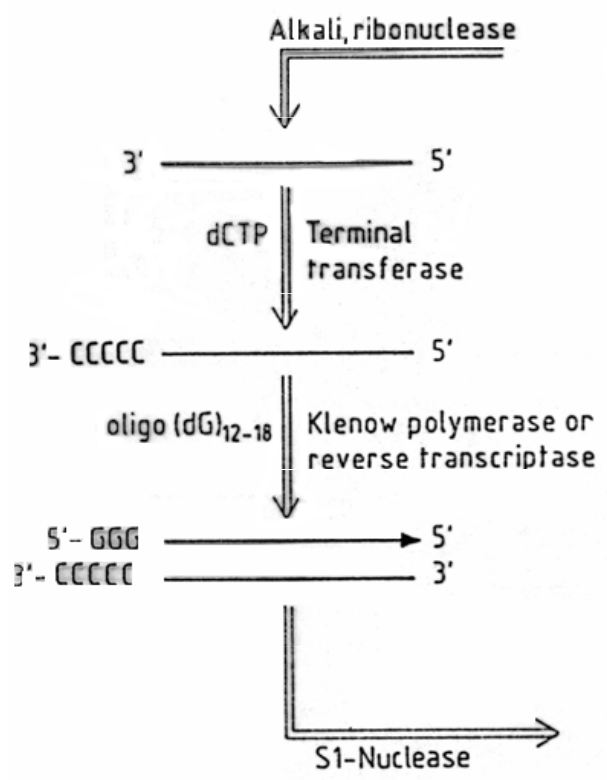 Alkali, ribonuclease
3' 5'
dCTP Terminal
transferase
3'- CCCCC 5'
oligo (dG)12-18 Klenow polymerase or
reverse transcriptase
5'- GGG 5'
3'- CCCCC 3'
S1-Nuclease